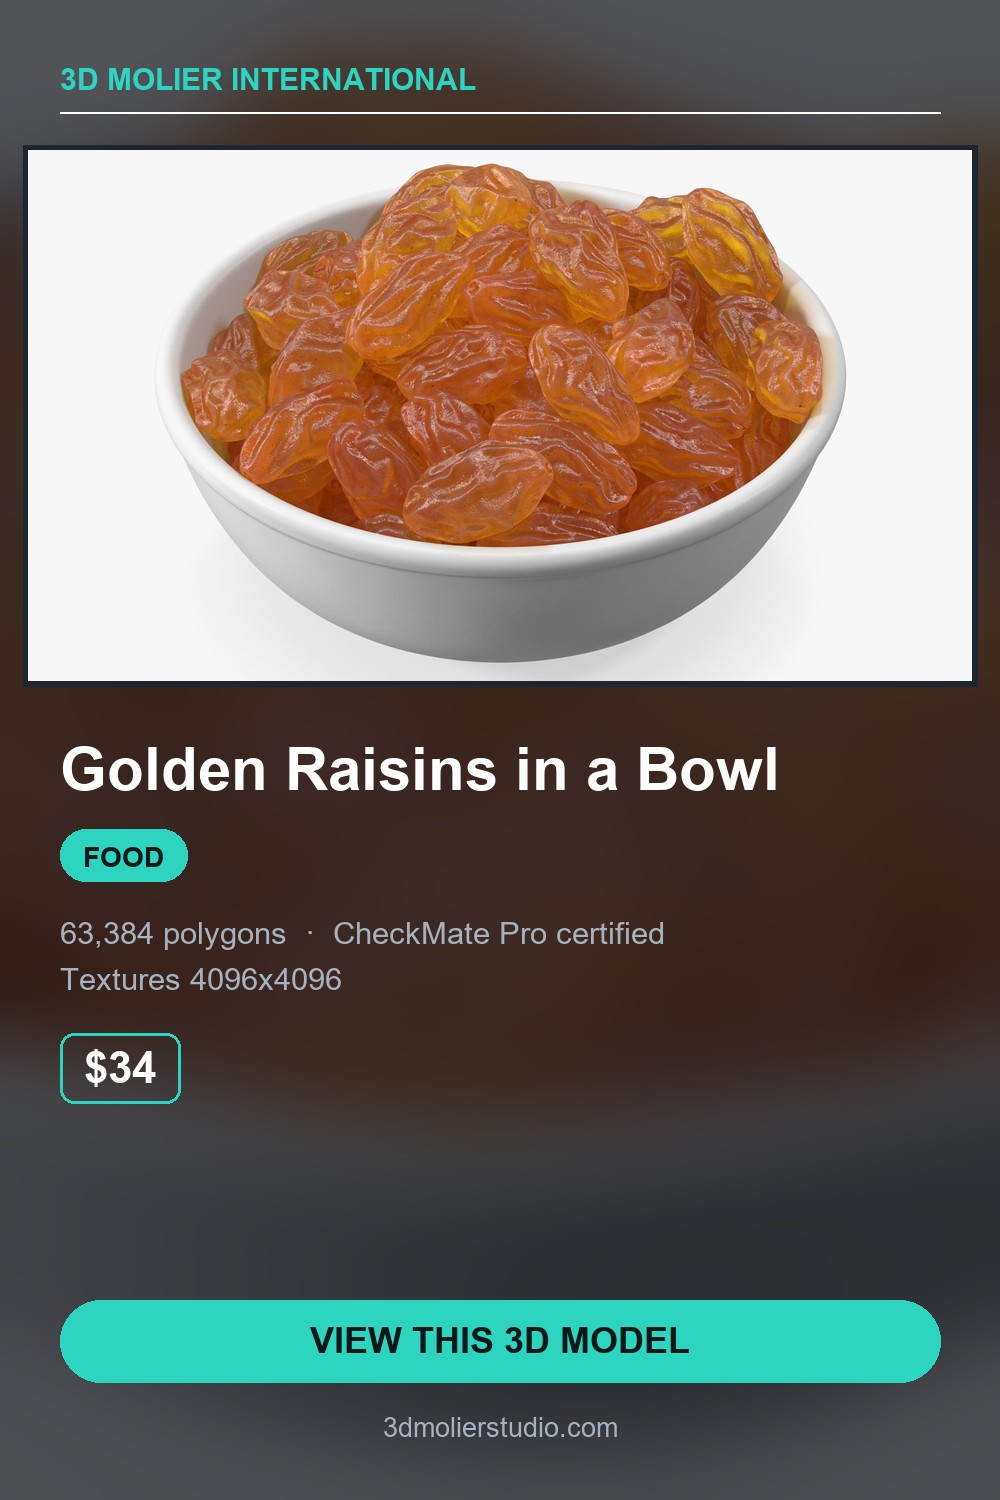 3D MOLIER INTERNATIONAL
Golden Raisins in a Bowl
FOOD
63,384 polygons · CheckMate Pro certified
Textures 4096x4096
$34
VIEW THIS 3D MODEL
3dmolierstudio.com